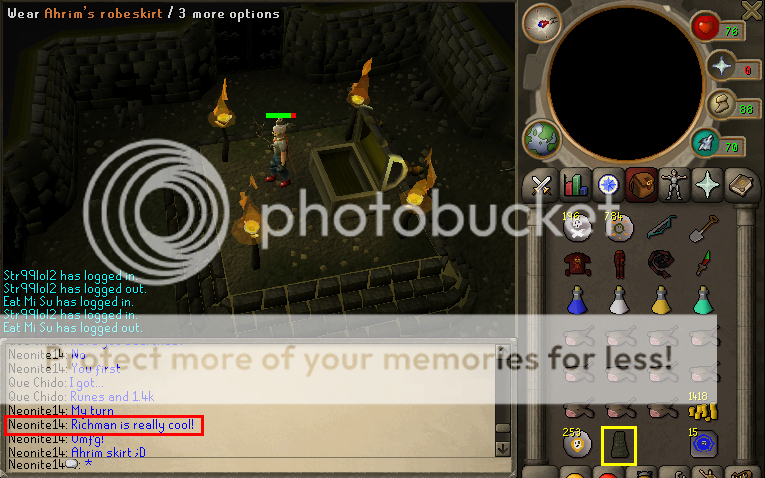 Wear Ahrim's robeskirt / 3 more options
76
0
88
70
photobucket
196 734
Str99lol2 has logged in.
Str99lol2 has logged out.
Eat Mi Su has logged in.
Str99lol2 has logged in.
Eat Mi Su has logged out.
Protect more of your memories for less!
Neonite14: No
Neonite14: You first
Que Chido: I got...
Que Chido: Runes and 1.4k
Neonite14: My turn
1418
Neonite14: Richman is really cool!
Neonite14: Omfg!
Neonite14: Ahrim skirt ;D
Neonite14: *
253 15